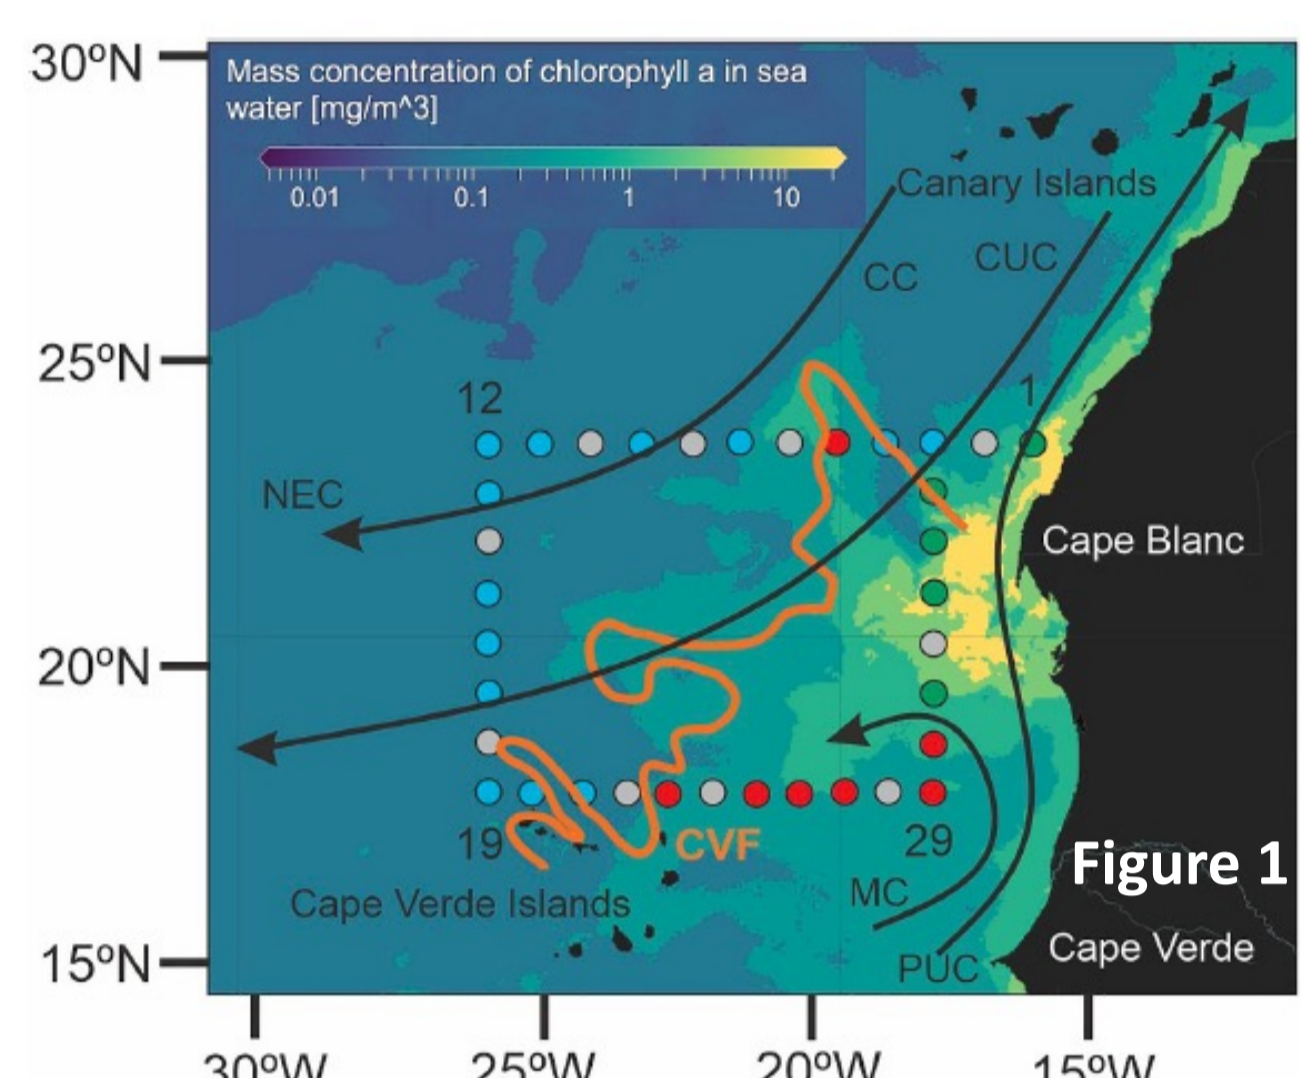 30ºN
Mass concentration of chlorophyll a in sea
water [mg/m^3]
0.01 0.1 1 10
Canary Islands
CC
CUC
25ºN
12
1
NEC
Cape Blanc
20ºN
19
CVF
29
Figure 1
Cape Verde Islands
MC
Cape Verde
15ºN
PUC
30ºW 25ºW 20ºW 15ºW